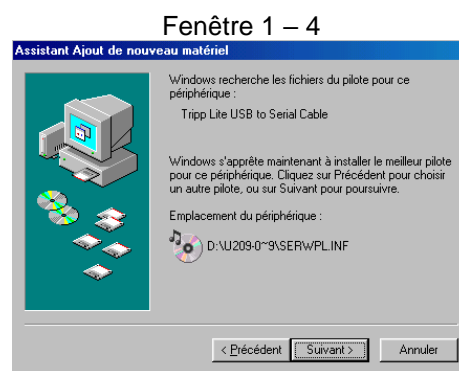 Fenêtre 1 – 4
Assistant Ajout de nouveau matériel
Windows recherche les fichiers du pilote pour ce
périphérique :
Tripp Lite USB to Serial Cable
Windows s'apprête maintenant à installer le meilleur pilote
pour ce périphérique. Cliquez sur Précédent pour choisir
un autre pilote, ou sur Suivant pour poursuivre.
Emplacement du périphérique :
D:\U209-0~9\SERWPL.INF
< Précédent Suivant > Annuler